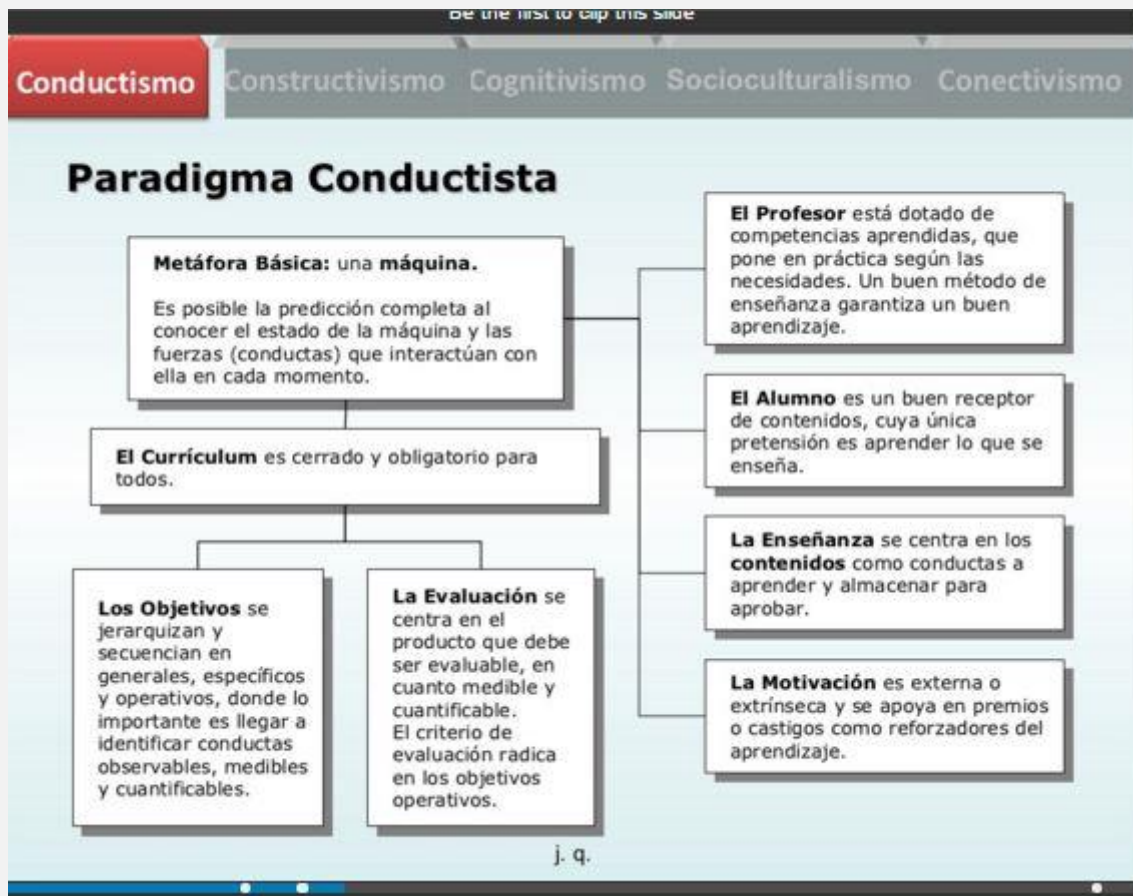 Be the first to clip this slide
Conductismo Constructivismo Cognitivismo Socioculturalismo Conectivismo
Paradigma Conductista
Metáfora Básica: una máquina.
Es posible la predicción completa al
conocer el estado de la máquina y las
fuerzas (conductas) que interactúan con
ella en cada momento.
El Currículum es cerrado y obligatorio para
todos.
Los Objetivos se
jerarquizan y
secuencian en
generales, específicos
y operativos, donde lo
importante es llegar a
identificar conductas
observables, medibles
y cuantificables.
La Evaluación se
centra en el
producto que debe
ser evaluable, en
cuanto medible y
cuantificable.
El criterio de
evaluación radica
en los objetivos
operativos.
El Profesor está dotado de
competencias aprendidas, que
pone en práctica según las
necesidades. Un buen método de
enseñanza garantiza un buen
aprendizaje.
El Alumno es un buen receptor
de contenidos, cuya única
pretensión es aprender lo que se
enseña.
La Enseñanza se centra en los
contenidos como conductas a
aprender y almacenar para
aprobar.
La Motivación es externa o
extrínseca y se apoya en premios
o castigos como reforzadores del
aprendizaje.
j. q.